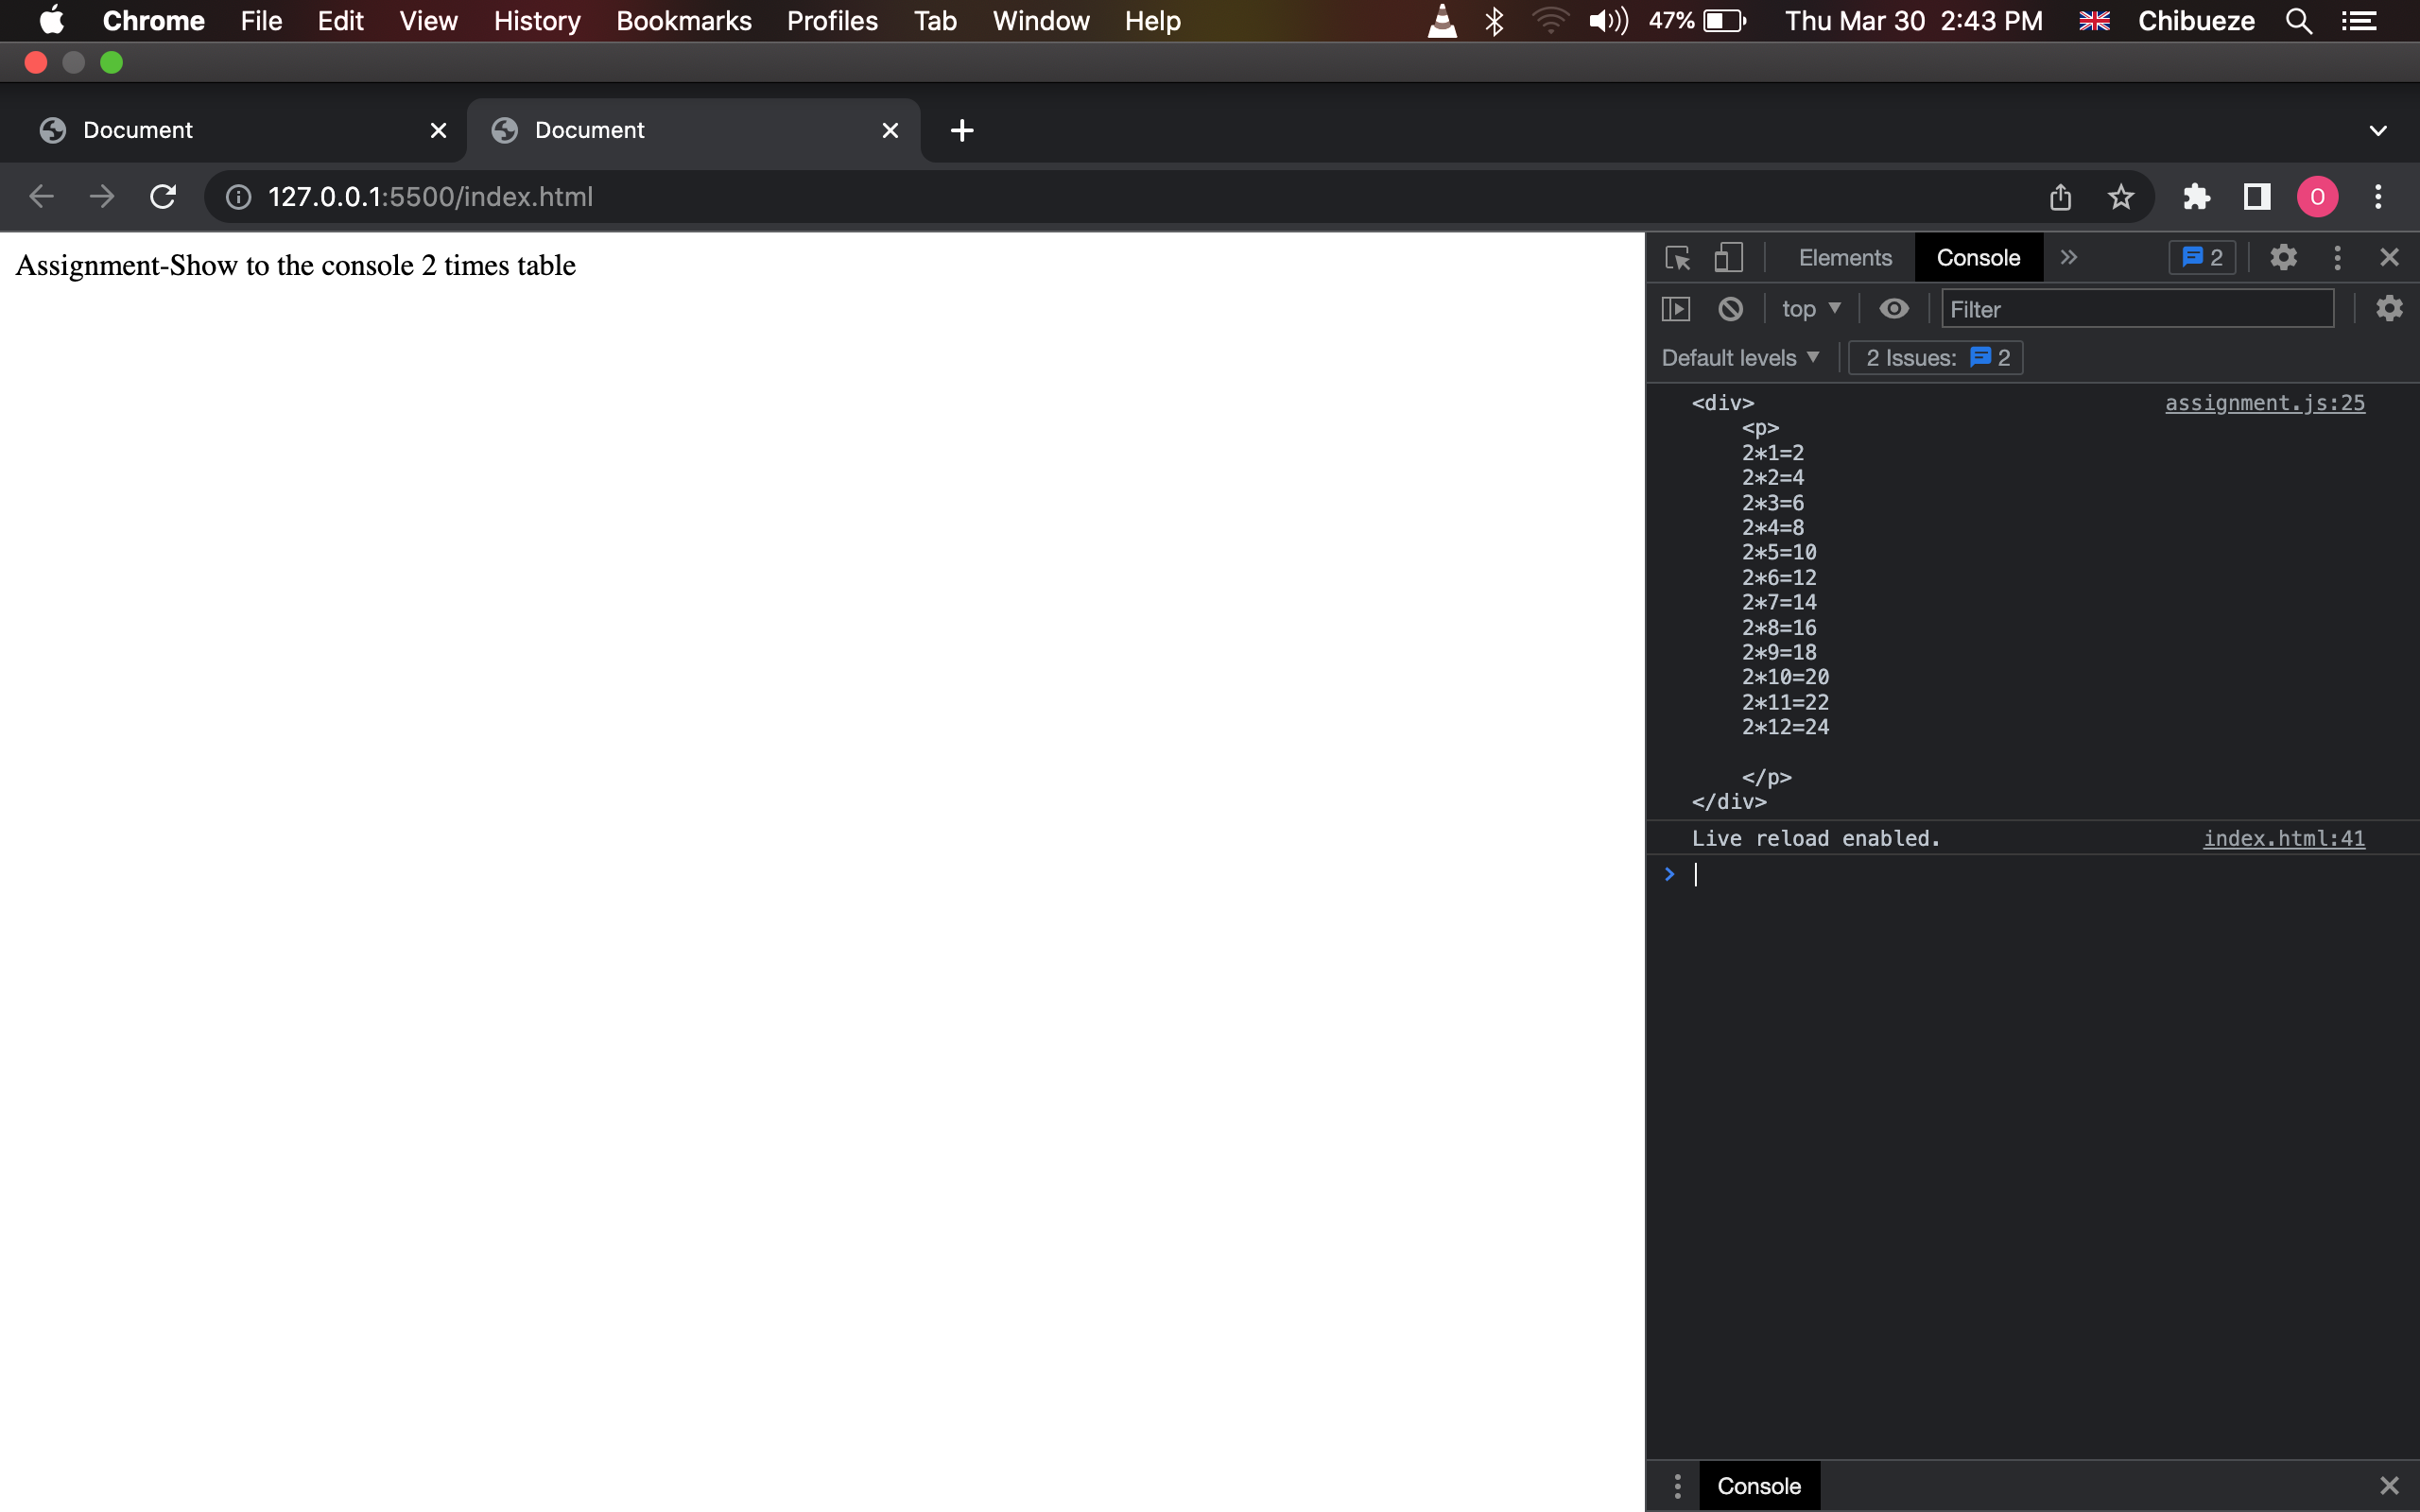 Chrome File Edit View History Bookmarks Profiles Tab Window Help 47% Thu Mar 30 2:43 PM Chibueze
Document Document
127.0.0.1:5500/index.html O
Assignment-Show to the console 2 times table
Elements Console 2
top Filter
Default levels 2 Issues: 2
<div> assignment.js:25
<p>
2*1=2
2*2=4
2*3=6
2*4=8
2*5=10
2*6=12
2*7=14
2*8=16
2*9=18
2*10=20
2*11=22
2*12=24
</p>
</div>
Live reload enabled. index.html:41
Console